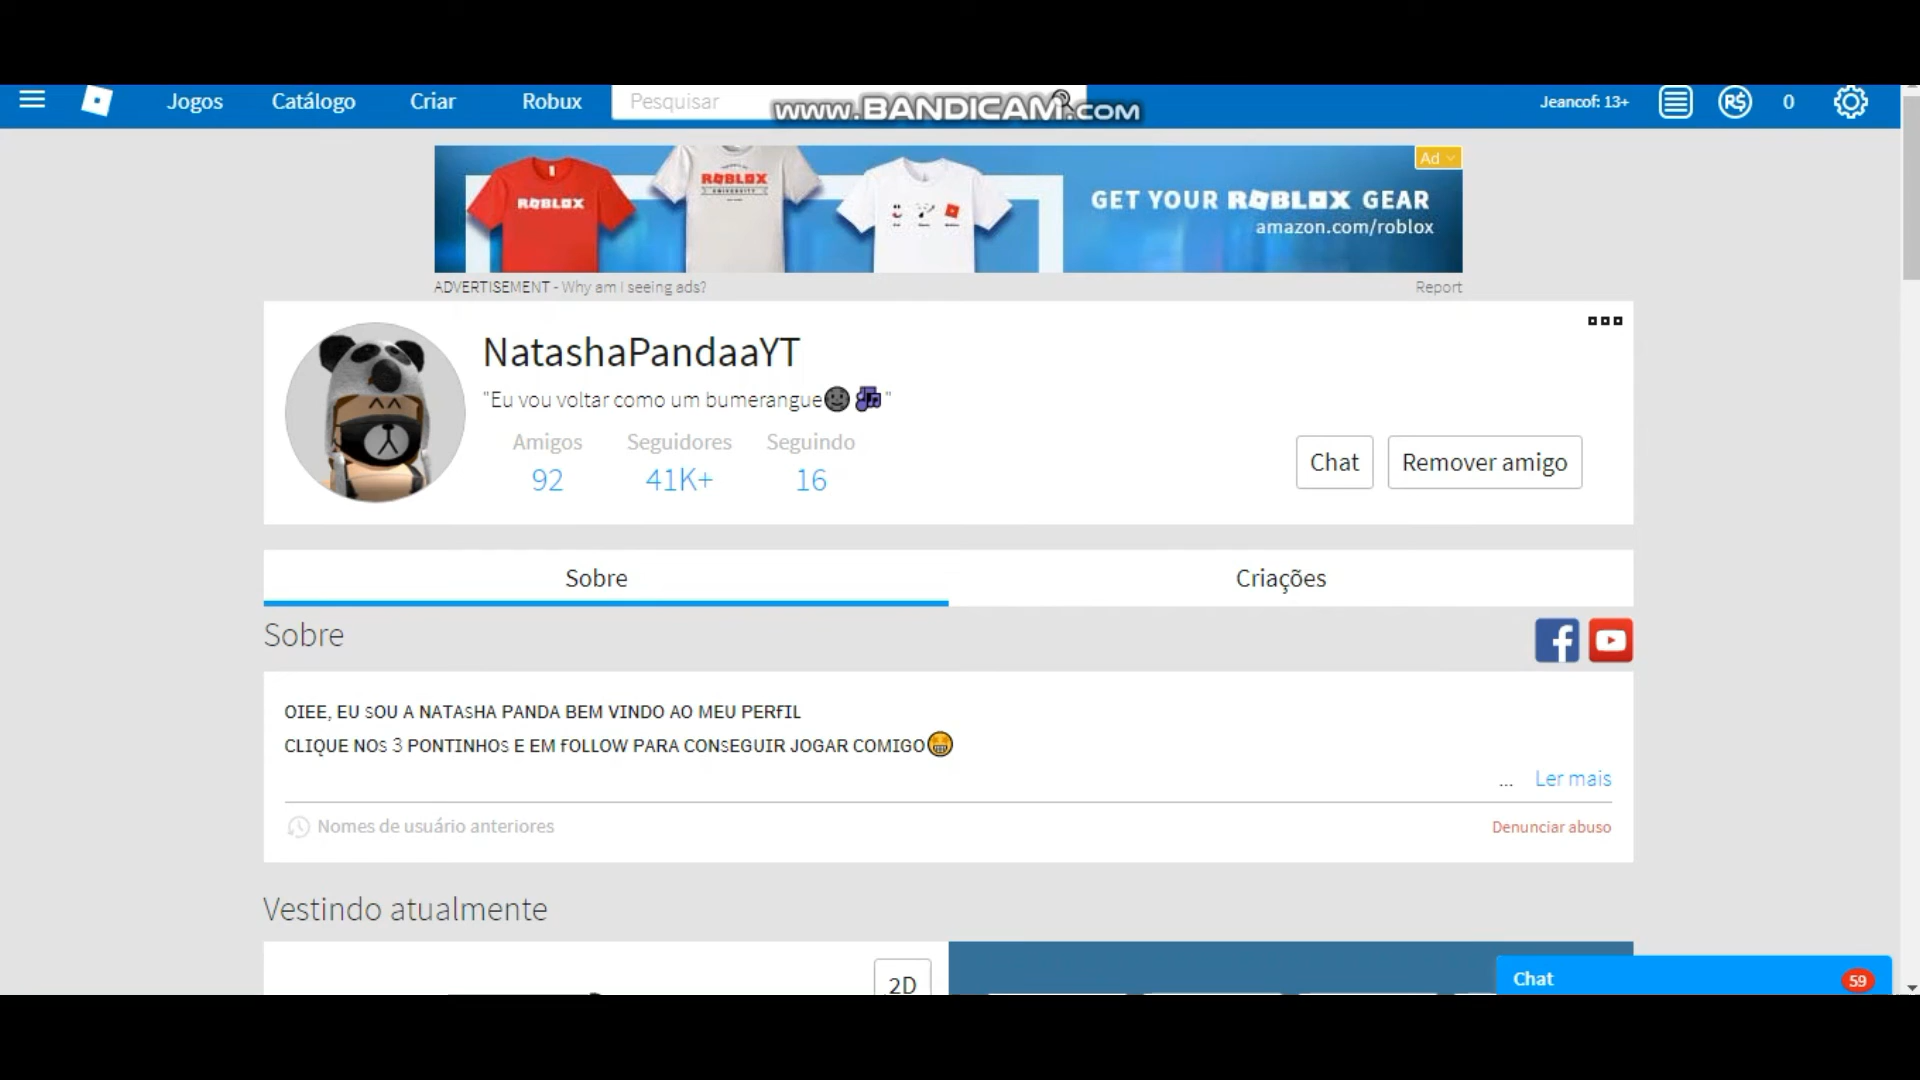 Jogos
Catálogo
Criar
Robux
Pesquisar
www.BANDICAM.com
Jeancof: 13+
R$
0
Ad
ROBLOX
ROBLOX
UNIVERSITY
GET YOUR ROBLOX GEAR
amazon.com/roblox
ADVERTISEMENT - Why am I seeing ads?
Report
NatashaPandaaYT
"Eu vou voltar como um bumerangue🌚🎶"
Amigos
Seguidores
Seguindo
92
41K+
16
Chat
Remover amigo
Sobre
Criações
Sobre
OIEE, EU sOU A NATAsHA PANDA BEM VINDO AO MEU PERfIL
CLIQUE NOs 3 PONTINHOs E EM fOLLOW PARA CONsEGUIR JOGAR COMIGO😁
... Ler mais
Nomes de usuário anteriores
Denunciar abuso
Vestindo atualmente
2D
Chat
59